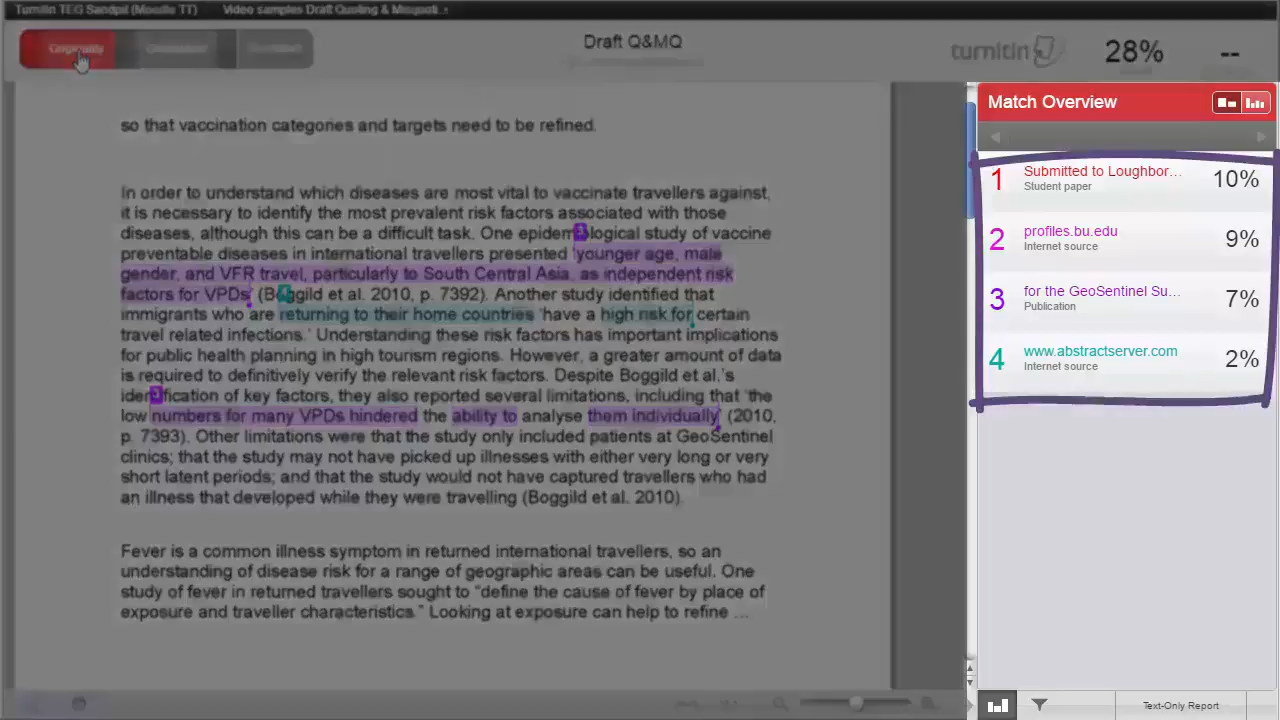 Turnitin TEG Sandpit (Moodle TT)
Video samples Draft Quoting & Misquoti..
Originality
Draft Q&MQ
turnitin
28%
--
Match Overview
1 Submitted to Loughbor... 10%
Student paper
2 profiles.bu.edu 9%
Internet source
3 for the GeoSentinel Su... 7%
Publication
4 www.abstractserver.com 2%
Internet source
so that vaccination categories and targets need to be refined.
In order to understand which diseases are most vital to vaccinate travellers against,
it is necessary to identify the most prevalent risk factors associated with those
diseases, although this can be a difficult task. One epidem3logical study of vaccine
preventable diseases in international travellers presented 'younger age, male
gender, and VFR travel, particularly to South Central Asia, as independent risk
factors for VPDs' (Bo4gild et al. 2010, p. 7392). Another study identified that
immigrants who are returning to their home countries 'have a high risk for certain
travel related infections.' Understanding these risk factors has important implications
for public health planning in high tourism regions. However, a greater amount of data
is required to definitively verify the relevant risk factors. Despite Boggild et al.'s
iden3fication of key factors, they also reported several limitations, including that 'the
low numbers for many VPDs hindered the ability to analyse them individually' (2010,
p. 7393). Other limitations were that the study only included patients at GeoSentinel
clinics; that the study may not have picked up illnesses with either very long or very
short latent periods; and that the study would not have captured travellers who had
an illness that developed while they were travelling (Boggild et al. 2010).
Fever is a common illness symptom in returned international travellers, so an
understanding of disease risk for a range of geographic areas can be useful. One
study of fever in returned travellers sought to "define the cause of fever by place of
exposure and traveller characteristics." Looking at exposure can help to refine ...
Text-Only Report